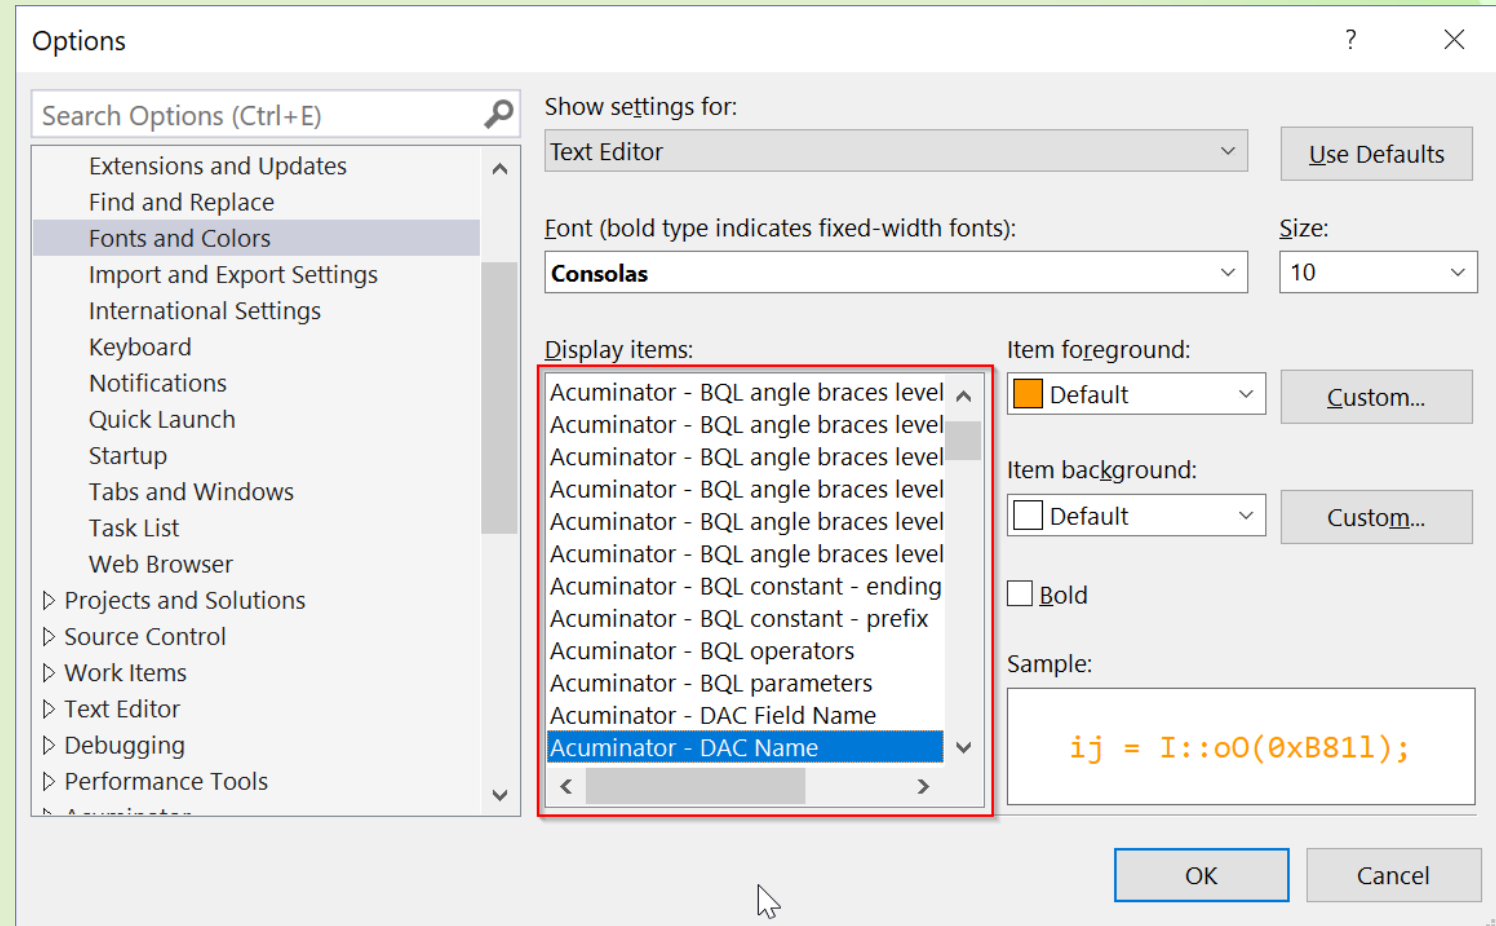 Options
?
Search Options (Ctrl+E)
Extensions and Updates
Find and Replace
Fonts and Colors
Import and Export Settings
International Settings
Keyboard
Notifications
Quick Launch
Startup
Tabs and Windows
Task List
Web Browser
Projects and Solutions
Source Control
Work Items
Text Editor
Debugging
Performance Tools
Acuminator
Show settings for:
Text Editor
Use Defaults
Font (bold type indicates fixed-width fonts):
Consolas
Size:
10
Display items:
Acuminator - BQL angle braces level
Acuminator - BQL angle braces level
Acuminator - BQL angle braces level
Acuminator - BQL angle braces level
Acuminator - BQL angle braces level
Acuminator - BQL angle braces level
Acuminator - BQL constant - ending
Acuminator - BQL constant - prefix
Acuminator - BQL operators
Acuminator - BQL parameters
Acuminator - DAC Field Name
Acuminator - DAC Name
Item foreground:
Default
Custom...
Item background:
Default
Custom...
Bold
Sample:
ij = I::oO(0xB81l);
OK
Cancel